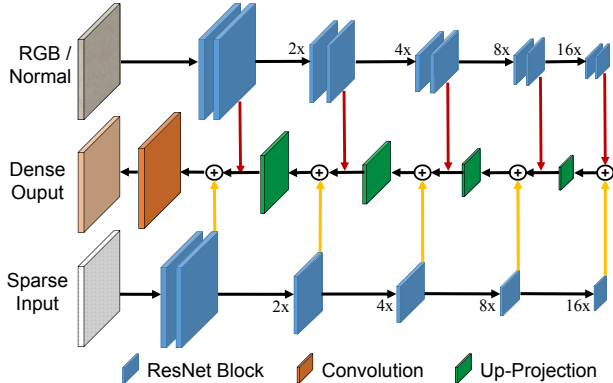 RGB /
Normal
2x
4x
8x
16x
Dense
Ouput
Sparse
Input
2x
4x
8x
16x
ResNet Block
Convolution
Up-Projection